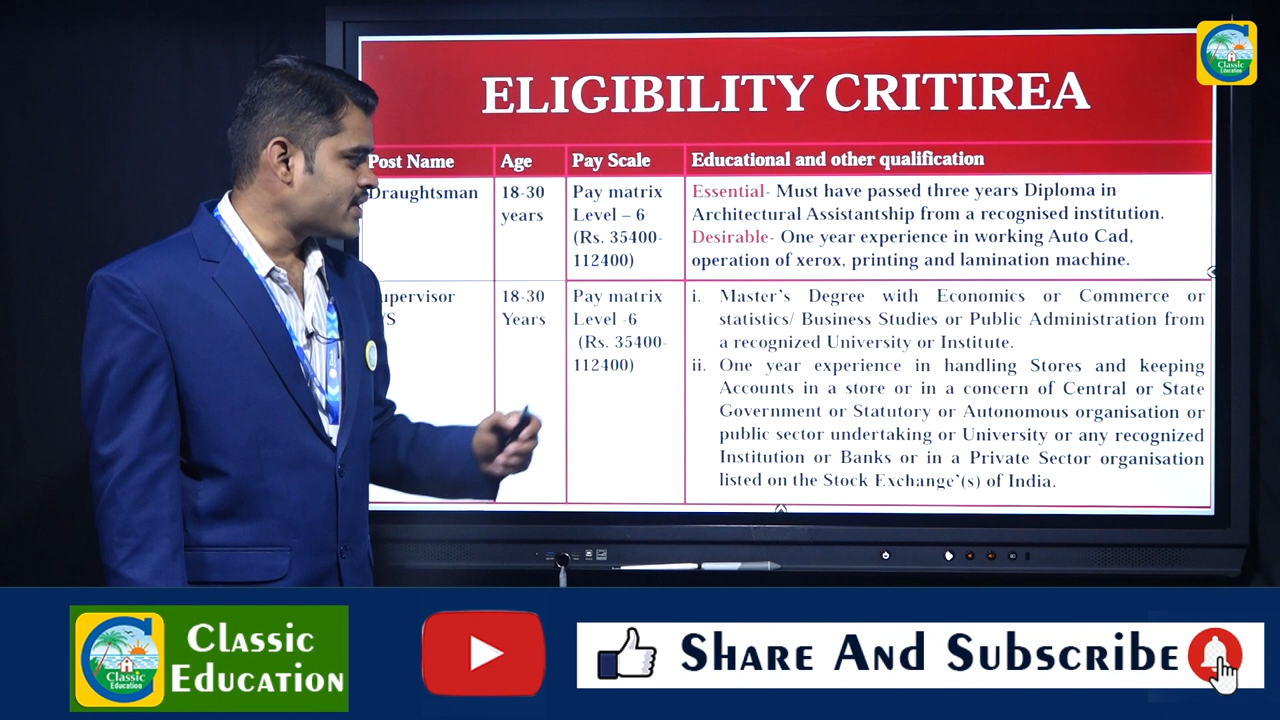 ELIGIBILITY CRITIREA
Classic
Education
Post Name Age Pay Scale Educational and other qualification
Draughtsman
18-30
years
Pay matrix
Level – 6
(Rs. 35400-
112400)
Essential- Must have passed three years Diploma in
Architectural Assistantship from a recognised institution.
Desirable- One year experience in working Auto Cad,
operation of xerox, printing and lamination machine.
18-30
Years
Pay matrix
Level -6
(Rs. 35400-
112400)
i. Master's Degree with Economics or Commerce or
statistics/ Business Studies or Public Administration from
a recognized University or Institute.
ii. One year experience in handling Stores and keeping
Accounts in a store or in a concern of Central or State
Government or Statutory or Autonomous organisation or
public sector undertaking or University or any recognized
Institution or Banks or in a Private Sector organisation
listed on the Stock Exchange'(s) of India.
Classic
Education
Classic
Education
Share And Subscribe